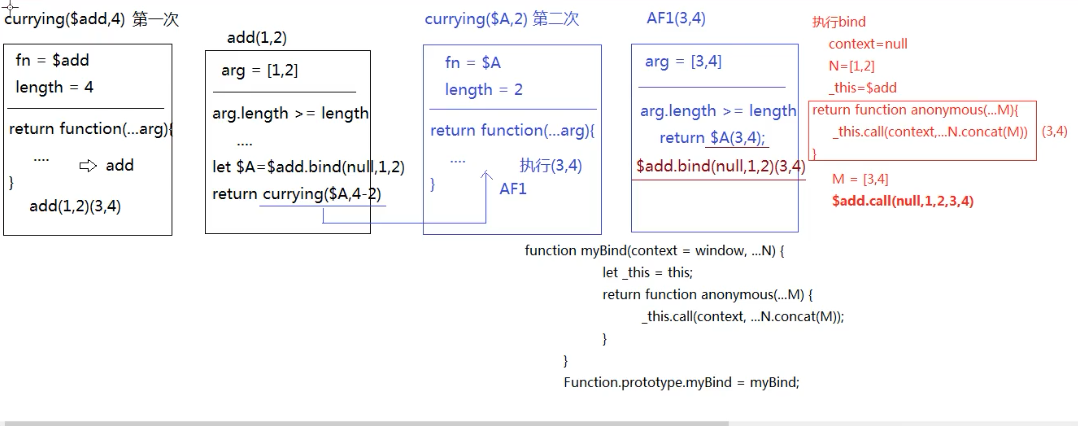 currying($add,4) 第一次
fn = $add
length = 4
return function(...arg){
....
add
}
add(1,2)(3,4)
add(1,2)
arg = [1,2]
arg.length >= length
....
let $A=$add.bind(null,1,2)
return currying($A,4-2)
currying($A,2) 第二次
fn = $A
length = 2
return function(...arg){
....
执行(3,4)
}
AF1
AF1(3,4)
arg = [3,4]
arg.length >= length
return $A(3,4);
$add.bind(null,1,2)(3,4)
执行bind
context=null
N=[1,2]
_this=$add
return function anonymous(...M){
_this.call(context,...N.concat(M))
}
(3,4)
M = [3,4]
$add.call(null,1,2,3,4)
function myBind(context = window, ...N) {
let _this = this;
return function anonymous(...M) {
_this.call(context, ...N.concat(M));
}
}
Function.prototype.myBind = myBind;